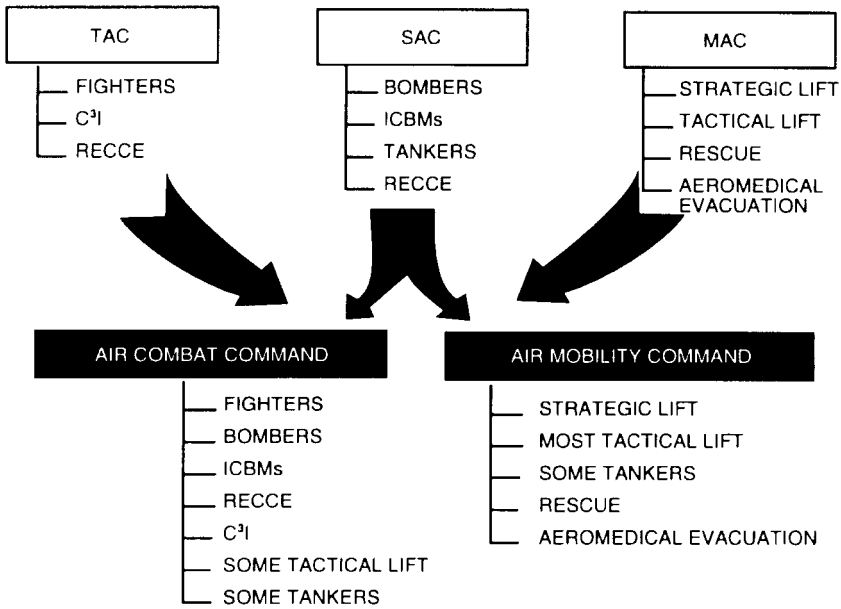 TAC
FIGHTERS
C³I
RECCE
SAC
BOMBERS
ICBMs
TANKERS
RECCE
MAC
STRATEGIC LIFT
TACTICAL LIFT
RESCUE
AEROMEDICAL
EVACUATION
AIR COMBAT COMMAND
FIGHTERS
BOMBERS
ICBMs
RECCE
C³I
SOME TACTICAL LIFT
SOME TANKERS
AIR MOBILITY COMMAND
STRATEGIC LIFT
MOST TACTICAL LIFT
SOME TANKERS
RESCUE
AEROMEDICAL EVACUATION